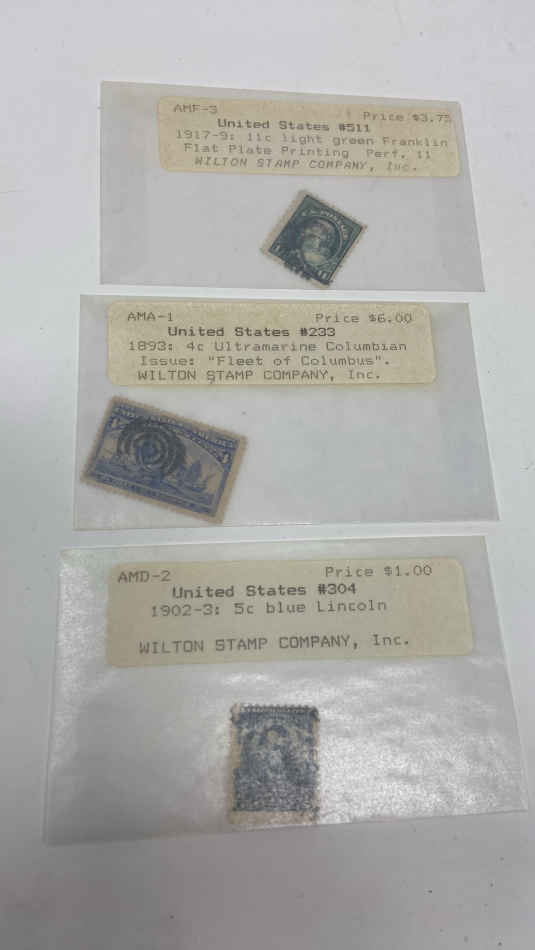 AMF-3 Price $3.75
United States #511
1917-9: 11c light green Franklin
Flat Plate Printing Perf. 11
WILTON STAMP COMPANY, Inc.
U.S. POSTAGE
11
AMA-1 Price $6.00
United States #233
1893: 4c Ultramarine Columbian
Issue: "Fleet of Columbus".
WILTON STAMP COMPANY, Inc.
AMD-2 Price $1.00
United States #304
1902-3: 5c blue Lincoln
WILTON STAMP COMPANY, Inc.